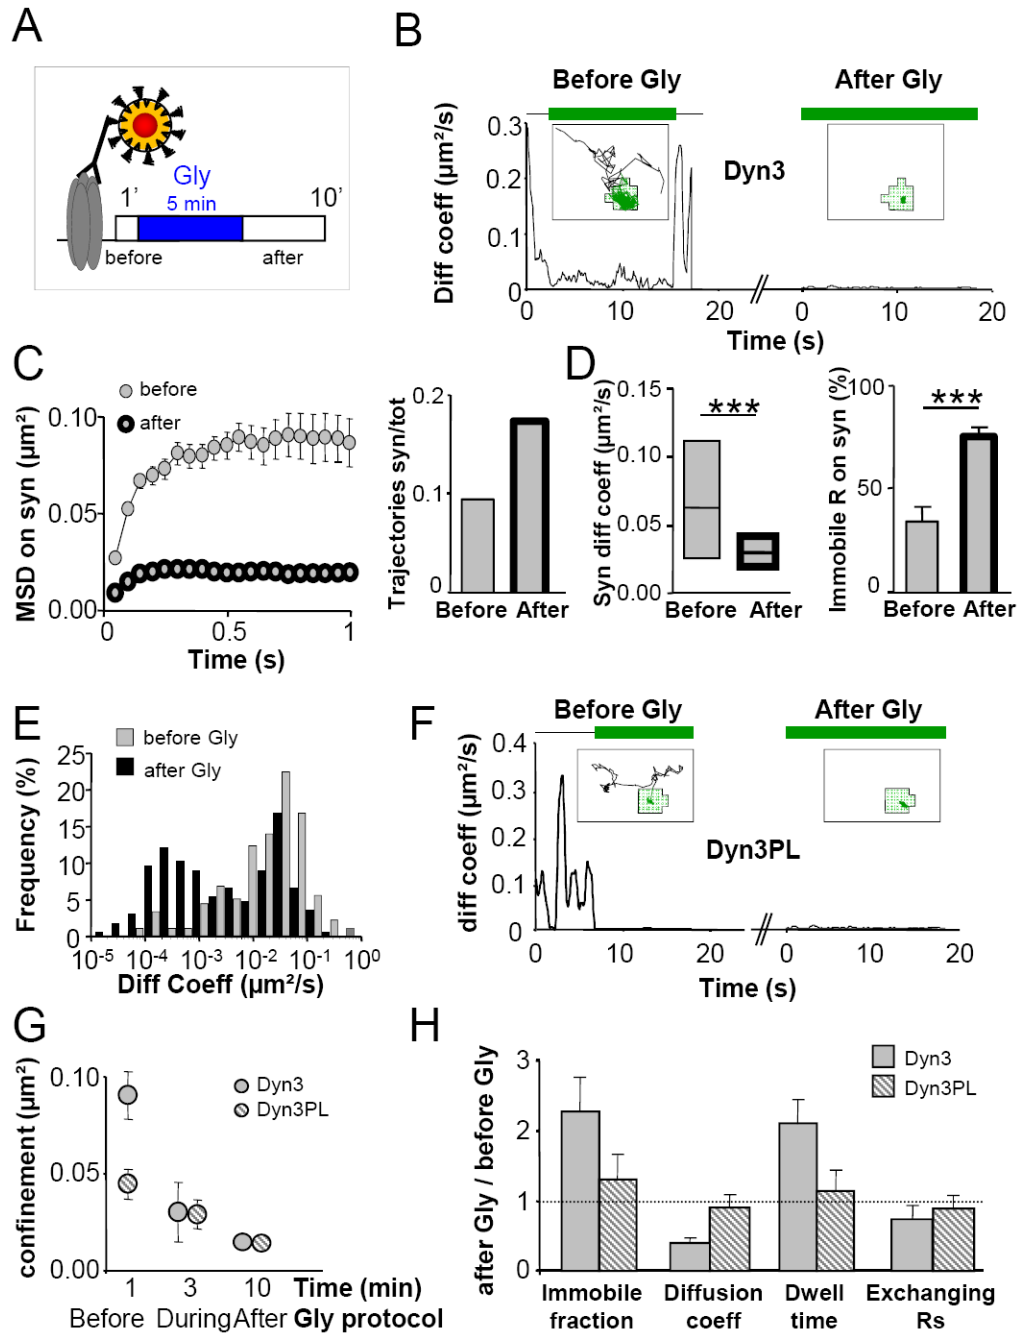 A
Gly
5 min
1'
10'
before
after
B
Before Gly
After Gly
Diff coeff (µm²/s)
0.3
0.2
0.1
0
Dyn3
0
10
20
0
10
20
Time (s)
C
before
after
MSD on syn (µm²)
0.10
0.05
0.00
0
0.5
1
Time (s)
Trajectories syn/tot
0.2
0.1
0
Before After
D
Syn diff coeff (µm²/s)
0.15
0.10
0.05
0.00
***
Before After
Immobile R on syn (%)
100
50
0
***
Before After
E
before Gly
after Gly
Frequency (%)
25
20
15
10
5
0
10⁻⁵ 10⁻⁴ 10⁻³ 10⁻² 10⁻¹ 10⁰
Diff Coeff (µm²/s)
F
Before Gly
After Gly
diff coeff (µm²/s)
0.4
0.3
0.2
0.1
0
Dyn3PL
0
10
20
0
10
20
Time (s)
G
confinement (µm²)
0.10
0.05
0.00
Dyn3
Dyn3PL
1 3 10 Time (min)
Before During After Gly protocol
H
after Gly / before Gly
3
2
1
0
Dyn3
Dyn3PL
Immobile
fraction
Diffusion
coeff
Dwell
time
Exchanging
Rs